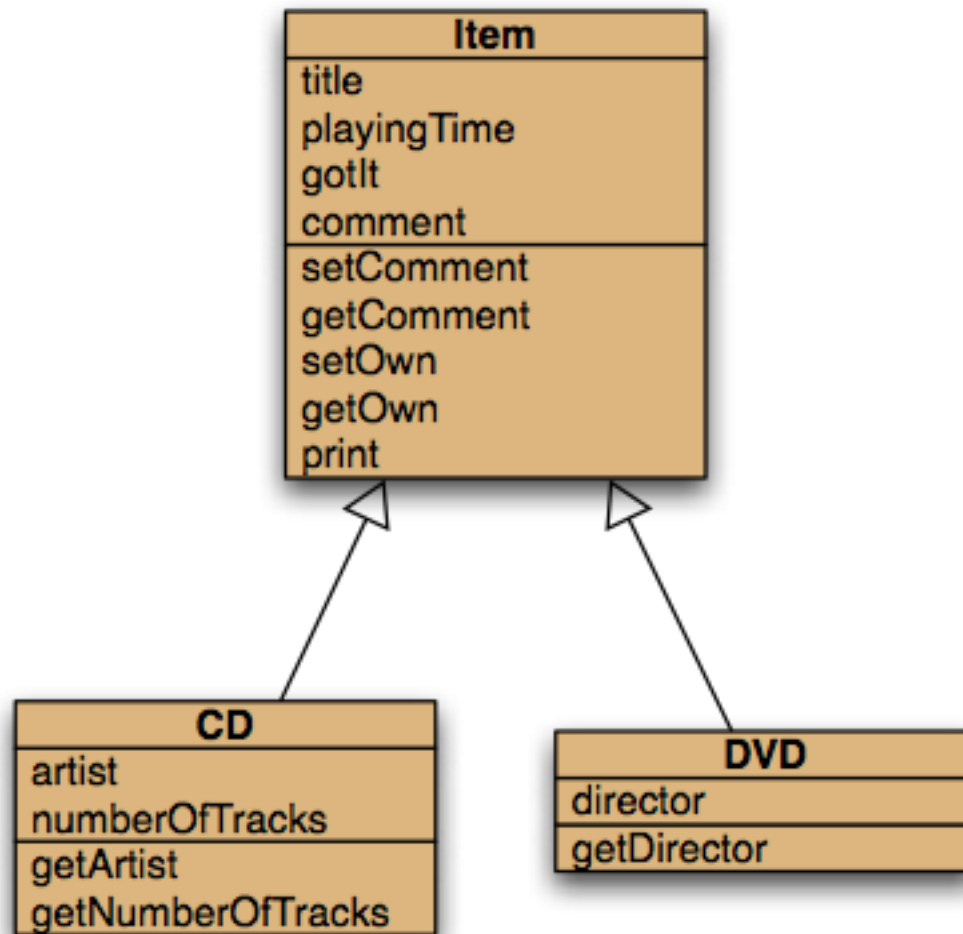 Item
title
playingTime
gotIt
comment
setComment
getComment
setOwn
getOwn
print
CD
artist
numberOfTracks
getArtist
getNumberOfTracks
DVD
director
getDirector